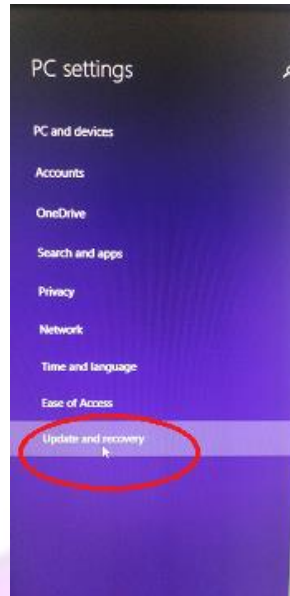 PC settings
PC and devices
Accounts
OneDrive
Search and apps
Privacy
Network
Time and language
Ease of Access
Update and recovery